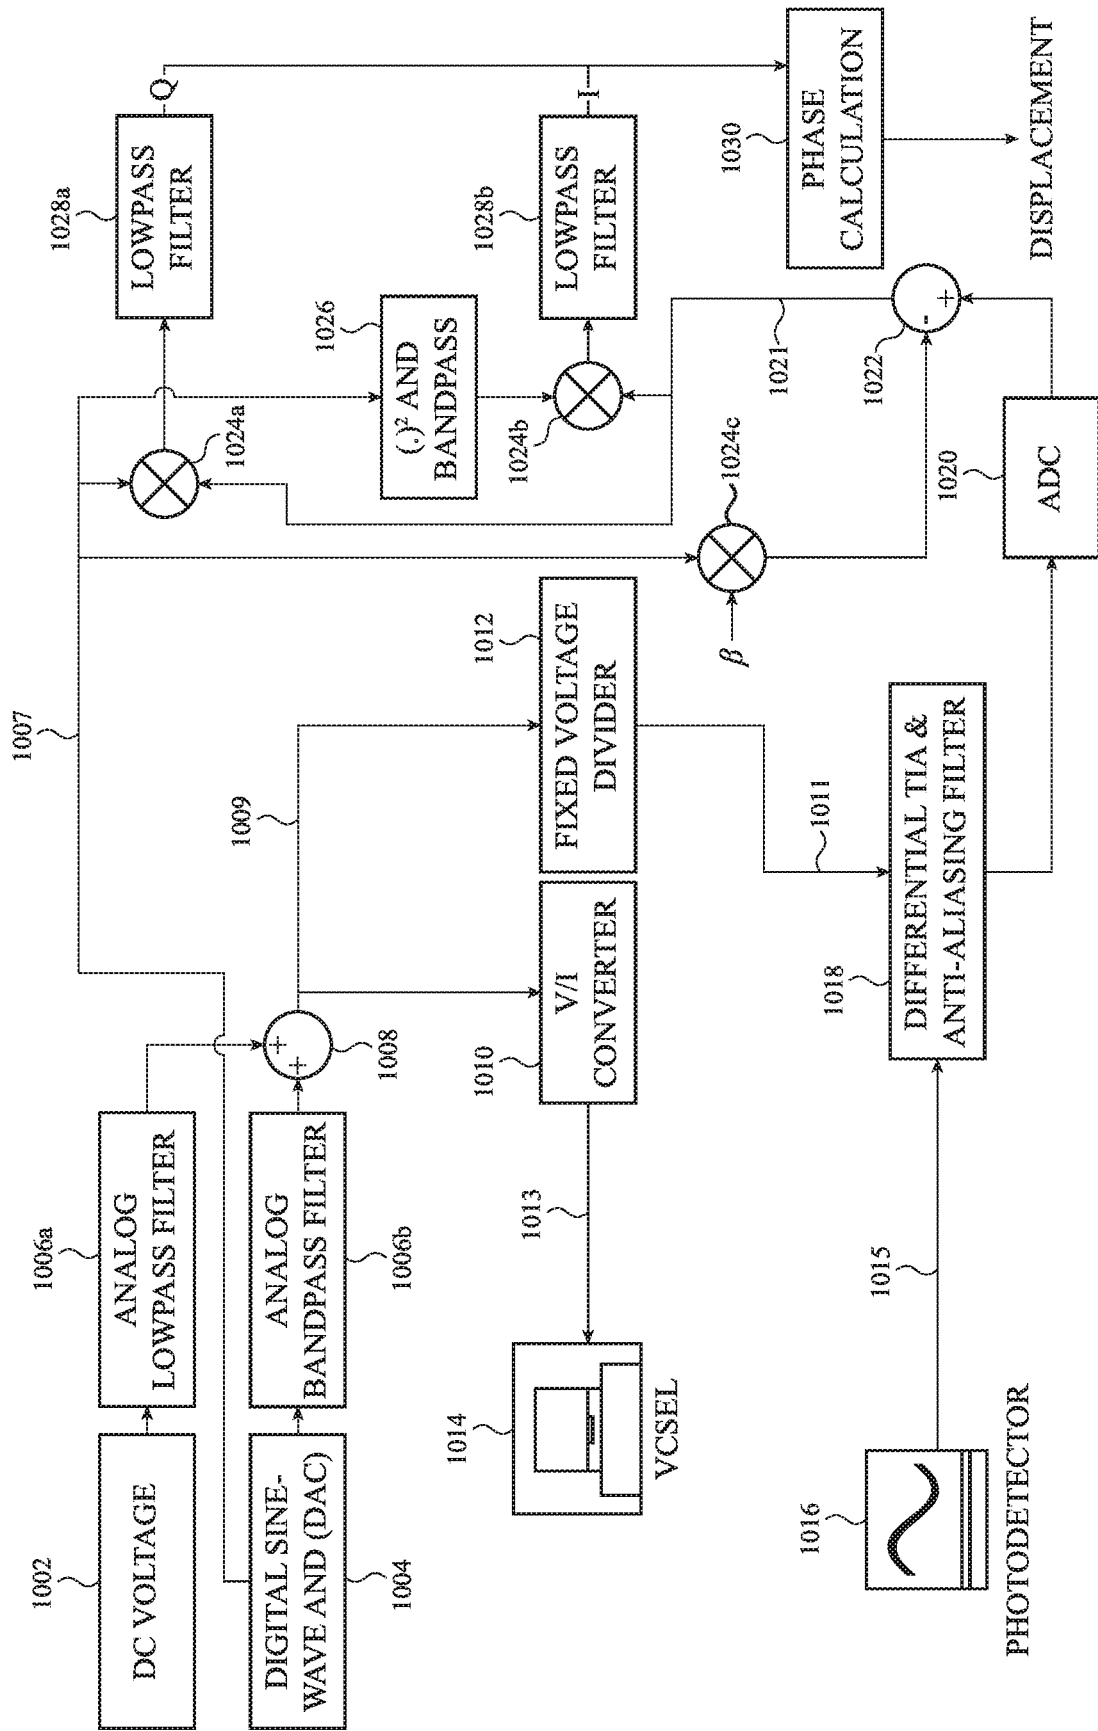 1002
DC VOLTAGE
1006a
ANALOG
LOWPASS FILTER
1004
DIGITAL SINE-
WAVE AND (DAC)
1006b
ANALOG
BANDPASS FILTER
1007
+
+
1008
1009
1010
V/I
CONVERTER
1012
FIXED VOLTAGE
DIVIDER
1013
1014
VCSEL
1011
1015
1016
PHOTODETECTOR
1018
DIFFERENTIAL TIA &
ANTI-ALIASING FILTER
1020
ADC
1021
1022
-
+
β
1024c
1024a
1024b
1026
(.)² AND
BANDPASS
1028a
LOWPASS
FILTER
Q
1028b
LOWPASS
FILTER
I
1030
PHASE
CALCULATION
DISPLACEMENT